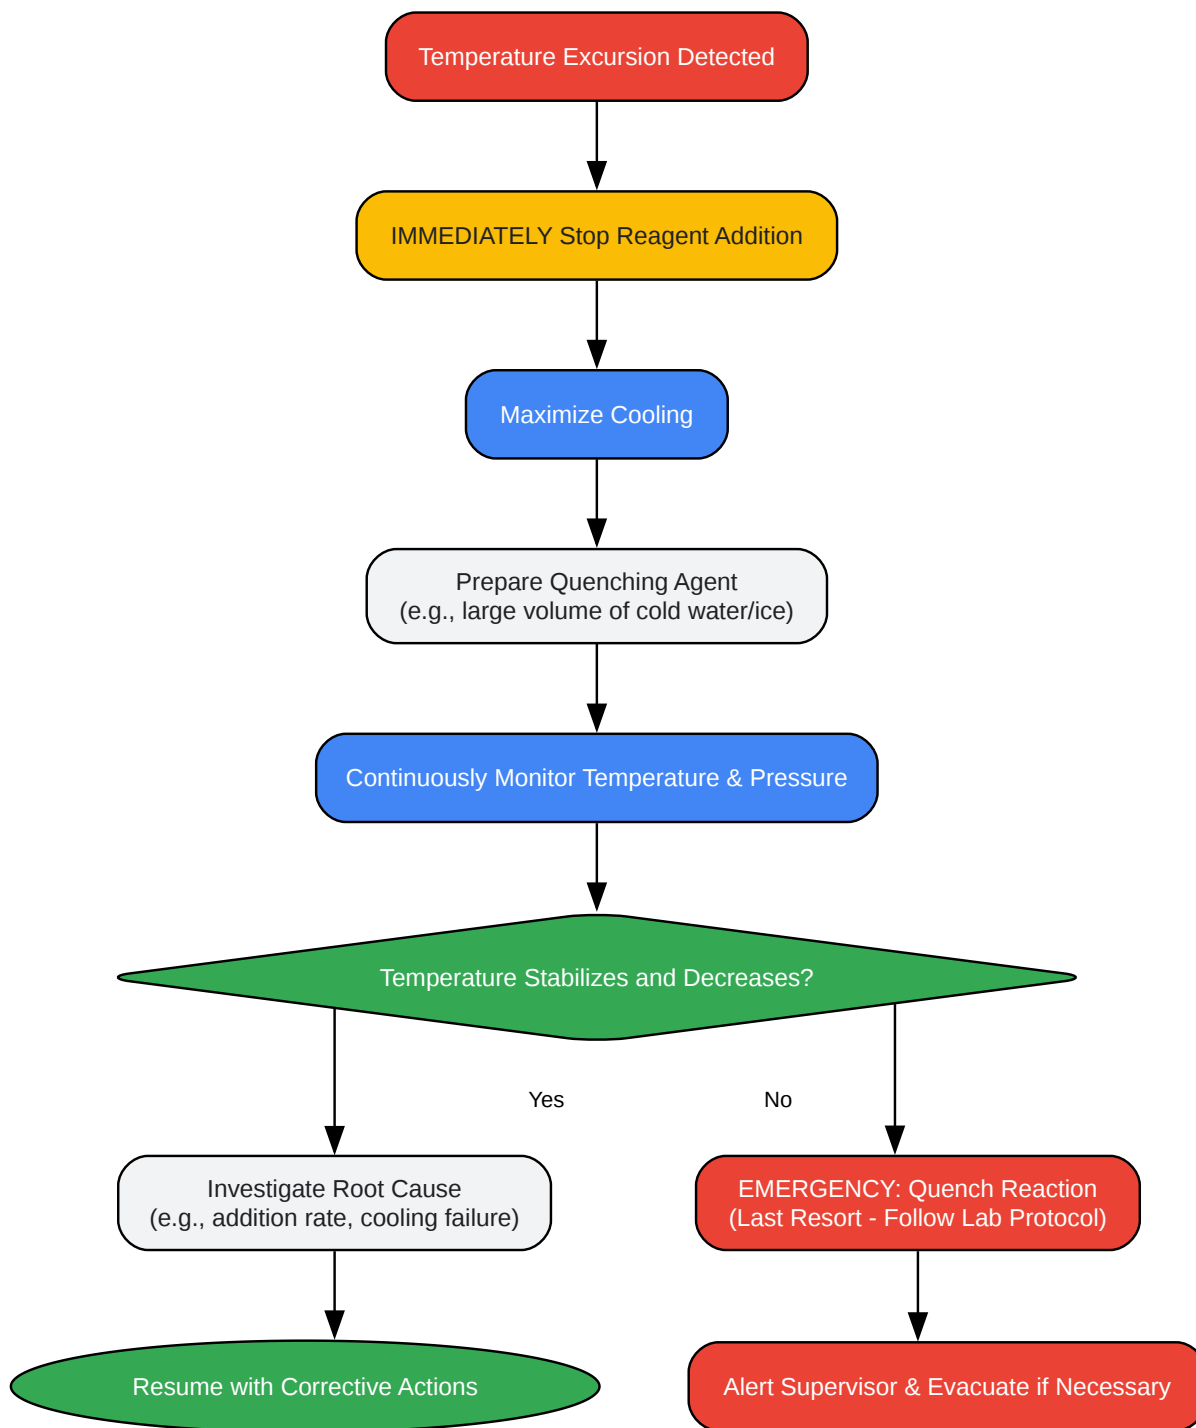 Temperature Excursion Detected
IMMEDIATELY Stop Reagent Addition
Maximize Cooling
Prepare Quenching Agent
(e.g., large volume of cold water/ice)
Continuously Monitor Temperature & Pressure
Temperature Stabilizes and Decreases?
Yes
No
Investigate Root Cause
(e.g., addition rate, cooling failure)
EMERGENCY: Quench Reaction
(Last Resort - Follow Lab Protocol)
Resume with Corrective Actions
Alert Supervisor & Evacuate if Necessary